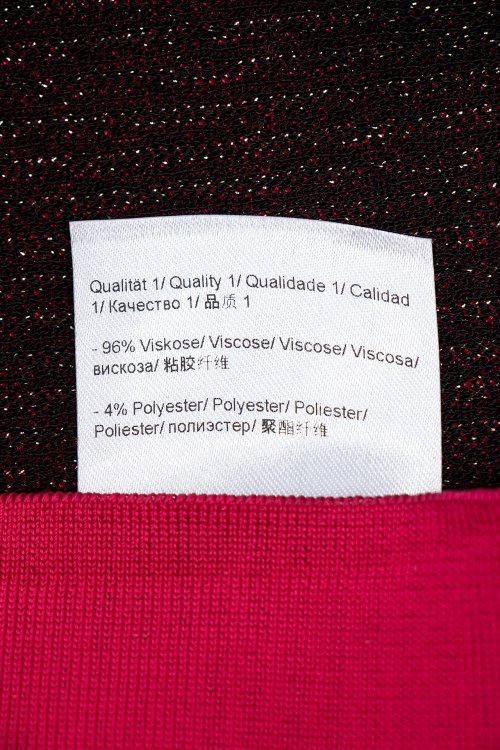 Qualität 1/ Quality 1/ Qualidade 1/ Calidad
1/ Качество 1/ 品质 1
- 96% Viskose/ Viscose/ Viscose/ Viscosa/
вискоза/ 粘胶纤维
- 4% Polyester/ Polyester/ Poliester/
Poliester/ полиэстер/ 聚酯纤维